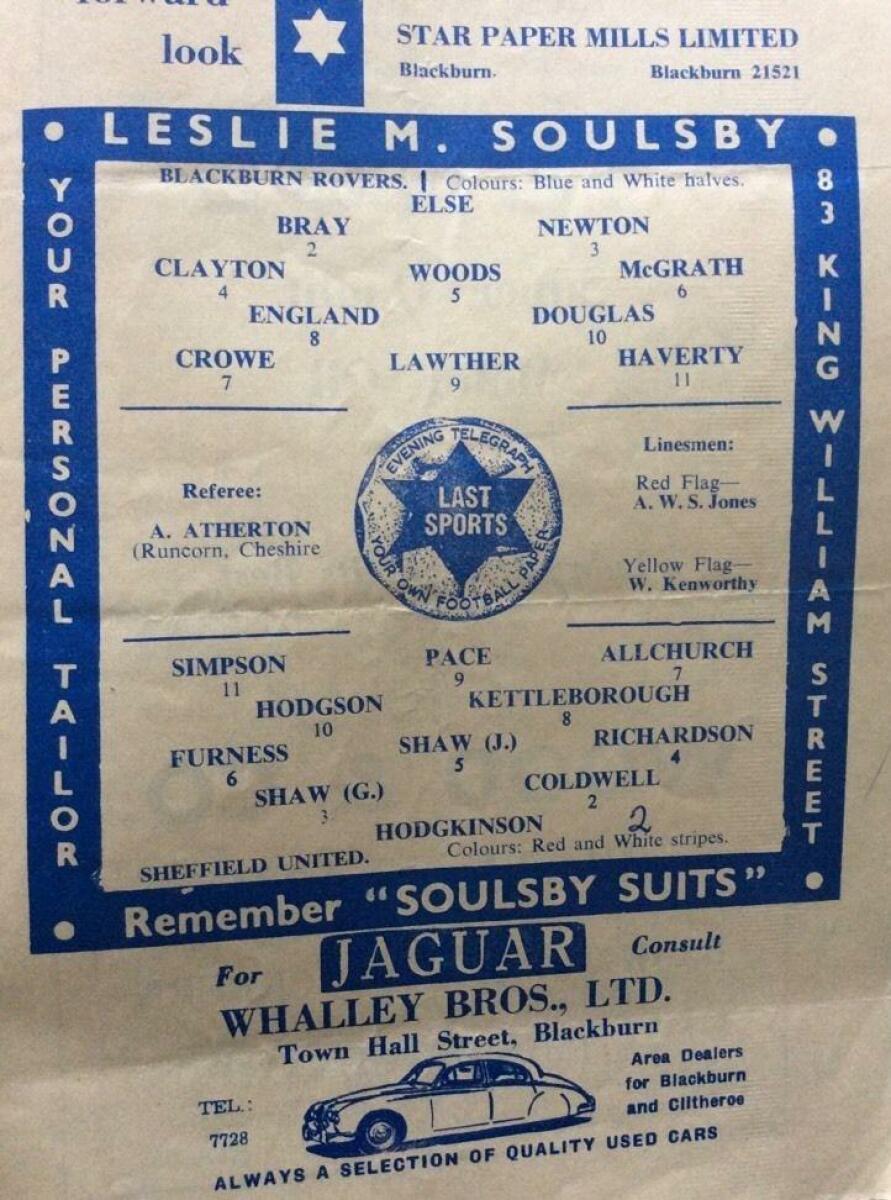 forward
look
STAR PAPER MILLS LIMITED
Blackburn. Blackburn 21521
• LESLIE M. SOULSBY •
YOUR PERSONAL TAILOR
83 KING WILLIAM STREET
BLACKBURN ROVERS. 1 Colours: Blue and White halves.
ELSE
BRAY NEWTON
2 3
CLAYTON WOODS McGRATH
4 5 6
ENGLAND DOUGLAS
8 10
CROWE LAWTHER HAVERTY
7 9 11
Referee:
A. ATHERTON
(Runcorn, Cheshire
EVENING TELEGRAPH
LAST
SPORTS
YOUR OWN FOOTBALL PAPER
Linesmen:
Red Flag—
A. W. S. Jones
Yellow Flag—
W. Kenworthy
SIMPSON PACE ALLCHURCH
11 9 7
HODGSON KETTLEBOROUGH
10 8
FURNESS SHAW (J.) RICHARDSON
6 5 4
SHAW (G.) COLDWELL
3 2
HODGKINSON 2
SHEFFIELD UNITED. Colours: Red and White stripes.
• Remember "SOULSBY SUITS" •
For JAGUAR Consult
WHALLEY BROS., LTD.
Town Hall Street, Blackburn
TEL.:
7728
Area Dealers
for Blackburn
and Clitheroe
ALWAYS A SELECTION OF QUALITY USED CARS